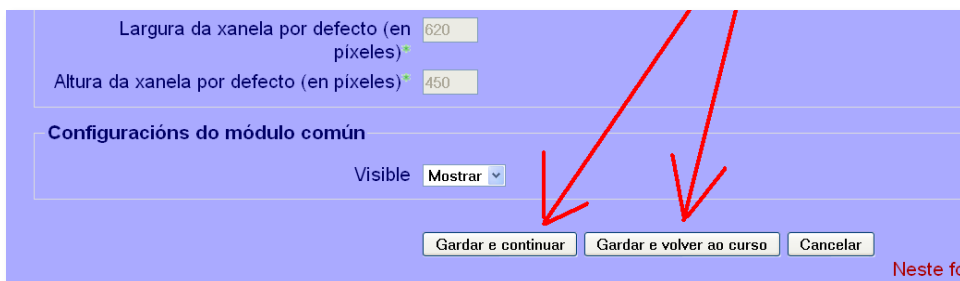 Largura da xanela por defecto (en
píxeles)*
620
Altura da xanela por defecto (en píxeles)*
450
Configuracións do módulo común
Visible
Mostrar
Gardar e continuar
Gardar e volver ao curso
Cancelar
Neste